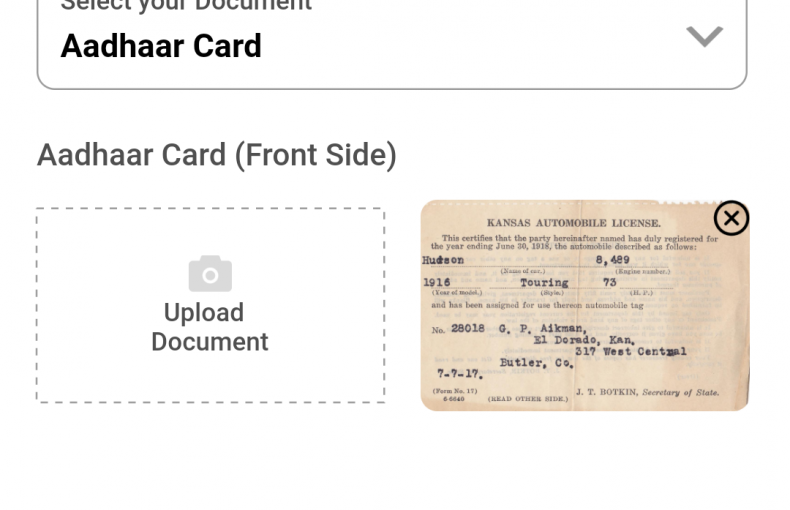 Select your Document
Aadhaar Card
Aadhaar Card (Front Side)
Upload
Document
KANSAS AUTOMOBILE LICENSE.
This certifies that the party hereinafter named has duly registered for
the year ending June 30, 1918, the automobile described as follows:
Hudson 8,489
(Name of car.) (Engine number.)
1916 Touring 73
(Year of model.) (Style.) (H. P.)
and has been assigned for use thereon automobile tag
No. 28018 G. P. Aikman,
El Dorado, Kan.
317 West Central
Butler, Co.
7-7-17.
(Form No. 17) J. T. BOTKIN, Secretary of State.
6-6640 (READ OTHER SIDE.)